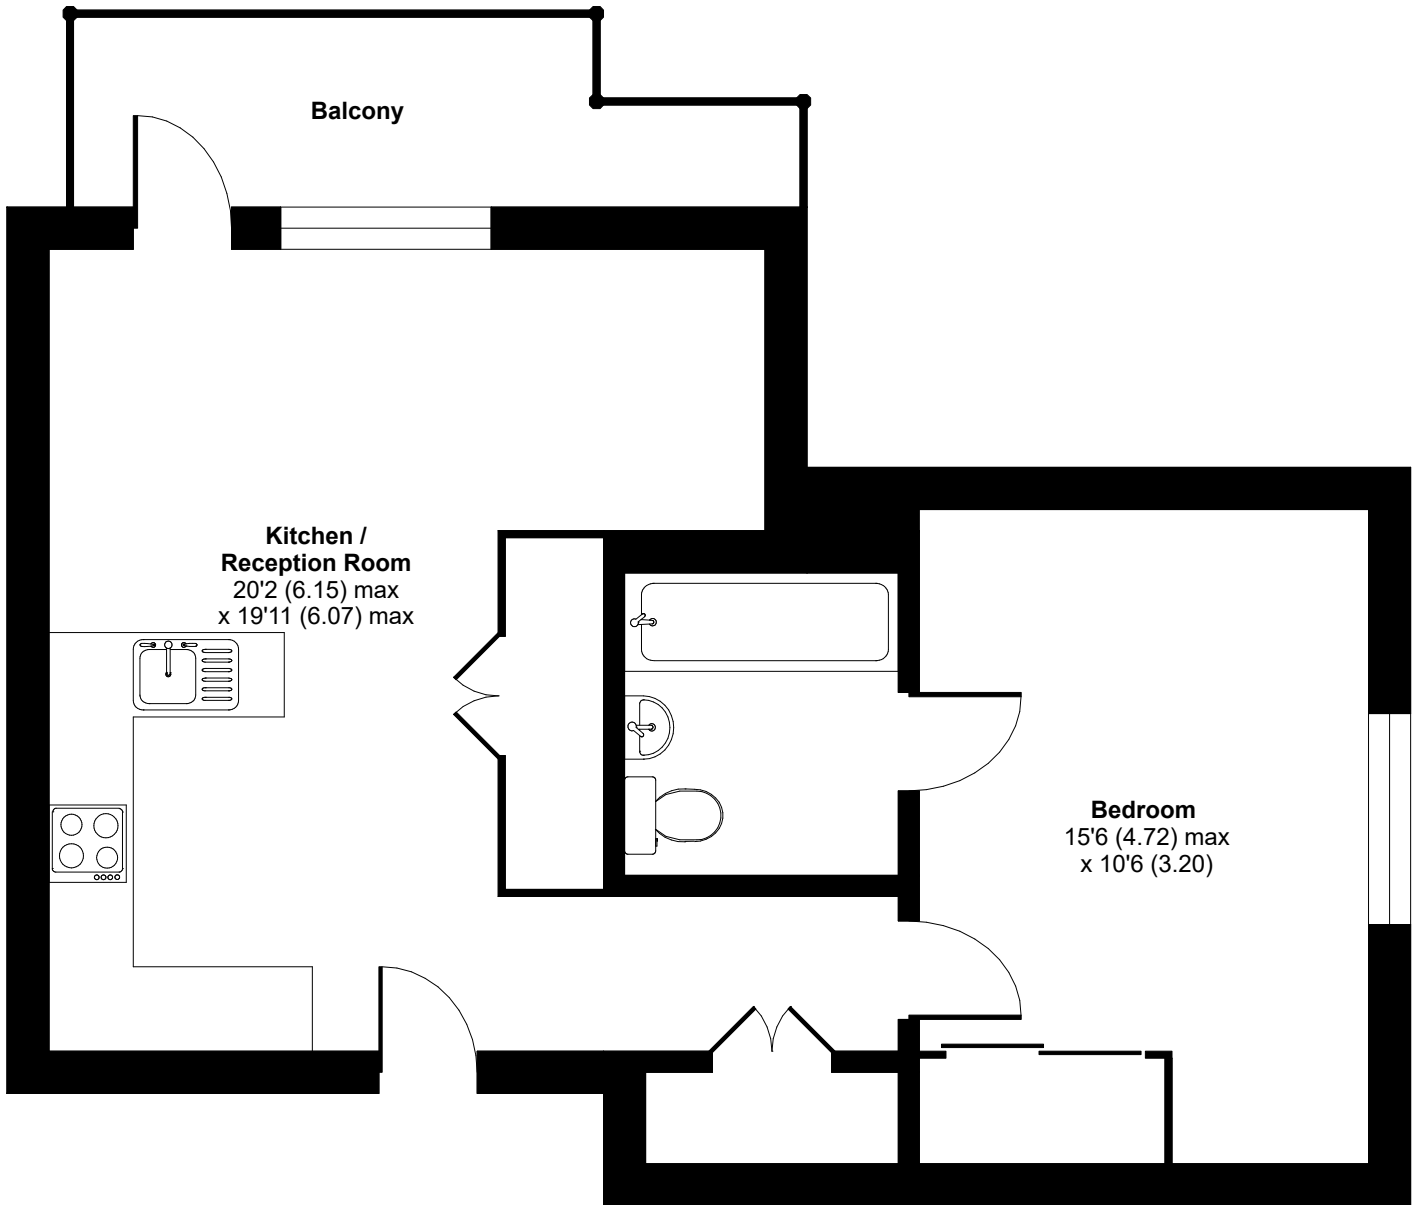 Balcony
Kitchen /
Reception Room
20'2 (6.15) max
x 19'11 (6.07) max
Bedroom
15'6 (4.72) max
x 10'6 (3.20)